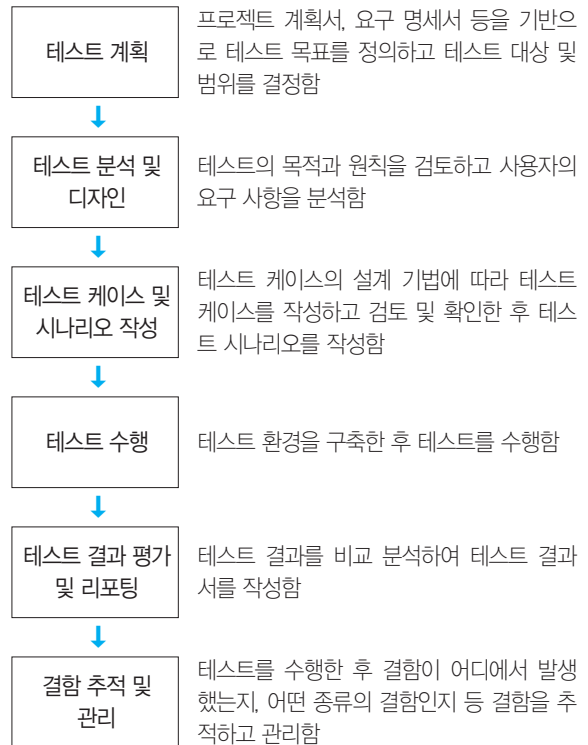 테스트 계획
프로젝트 계획서, 요구 명세서 등을 기반으
로 테스트 목표를 정의하고 테스트 대상 및
범위를 결정함
테스트 분석 및
디자인
테스트의 목적과 원칙을 검토하고 사용자의
요구 사항을 분석함
테스트 케이스 및
시나리오 작성
테스트 케이스의 설계 기법에 따라 테스트
케이스를 작성하고 검토 및 확인한 후 테스
트 시나리오를 작성함
테스트 수행
테스트 환경을 구축한 후 테스트를 수행함
테스트 결과 평가
및 리포팅
테스트 결과를 비교 분석하여 테스트 결과
서를 작성함
결함 추적 및
관리
테스트를 수행한 후 결함이 어디에서 발생
했는지, 어떤 종류의 결함인지 등 결함을 추
적하고 관리함